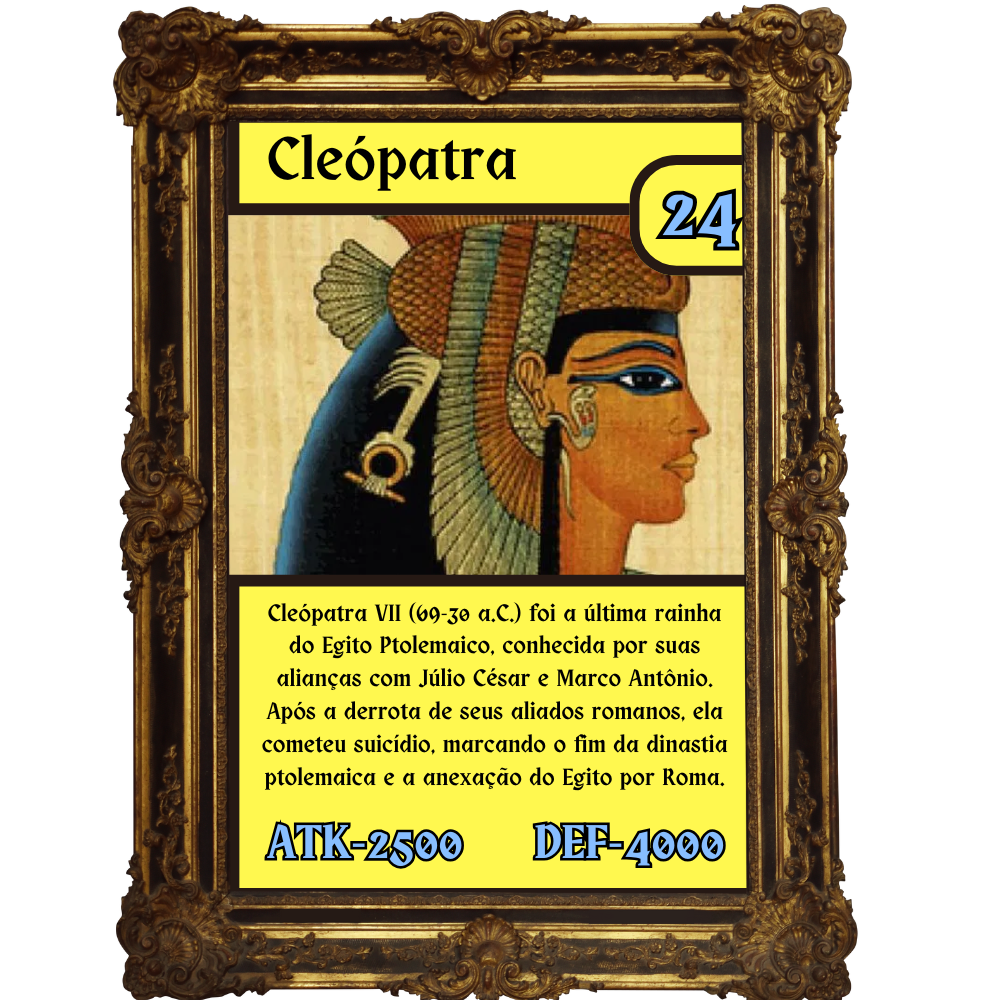 Cleópatra
24
Cleópatra VII (69-30 a.C.) foi a última rainha
do Egito Ptolemaico, conhecida por suas
alianças com Júlio César e Marco Antônio.
Após a derrota de seus aliados romanos, ela
cometeu suicídio, marcando o fim da dinastia
ptolemaica e a anexação do Egito por Roma.
ATK-2500 DEF-4000